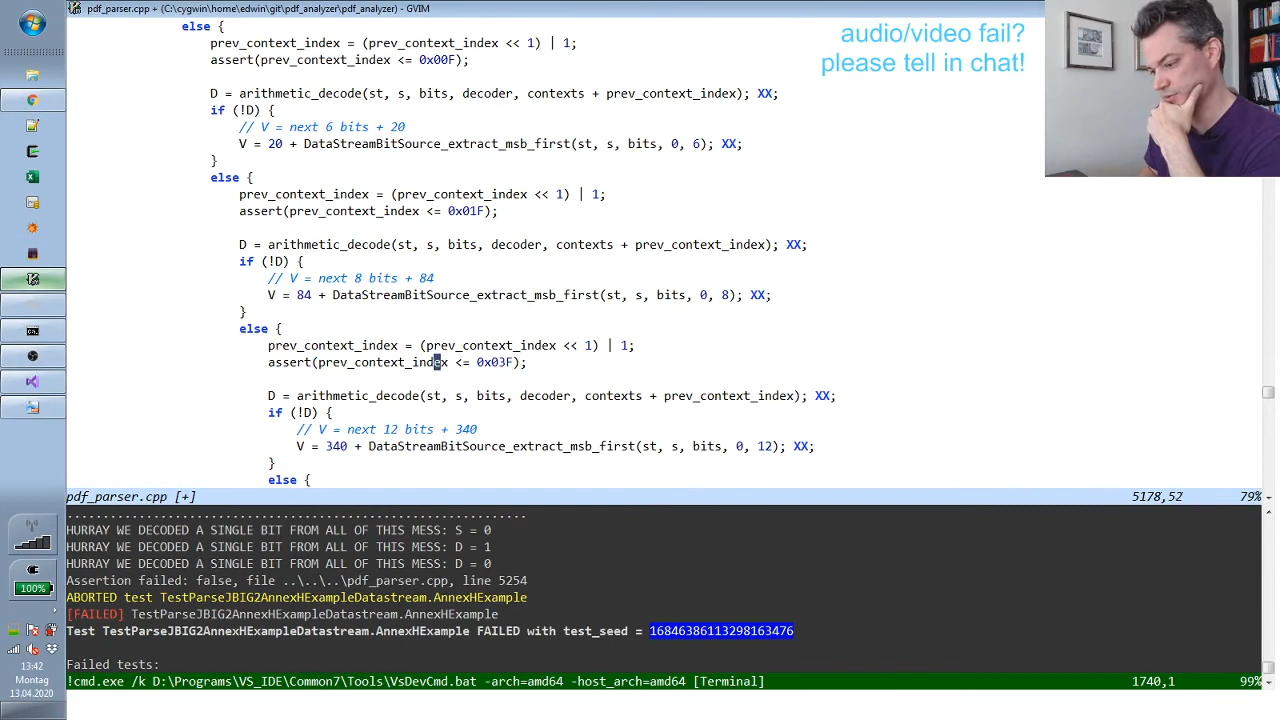 pdf_parser.cpp + (C:\cygwin\home\edwin\git\pdf_analyzer\pdf_analyzer) - GVIM
audio/video fail?
please tell in chat!
else {
prev_context_index = (prev_context_index << 1) | 1;
assert(prev_context_index <= 0x00F);
D = arithmetic_decode(st, s, bits, decoder, contexts + prev_context_index); XX;
if (!D) {
// V = next 6 bits + 20
V = 20 + DataStreamBitSource_extract_msb_first(st, s, bits, 0, 6); XX;
}
else {
prev_context_index = (prev_context_index << 1) | 1;
assert(prev_context_index <= 0x01F);
D = arithmetic_decode(st, s, bits, decoder, contexts + prev_context_index); XX;
if (!D) {
// V = next 8 bits + 84
V = 84 + DataStreamBitSource_extract_msb_first(st, s, bits, 0, 8); XX;
}
else {
prev_context_index = (prev_context_index << 1) | 1;
assert(prev_context_index <= 0x03F);
D = arithmetic_decode(st, s, bits, decoder, contexts + prev_context_index); XX;
if (!D) {
// V = next 12 bits + 340
V = 340 + DataStreamBitSource_extract_msb_first(st, s, bits, 0, 12); XX;
}
else {
pdf_parser.cpp [+] 5178,52 79%
................................................................
HURRAY WE DECODED A SINGLE BIT FROM ALL OF THIS MESS: S = 0
HURRAY WE DECODED A SINGLE BIT FROM ALL OF THIS MESS: D = 1
HURRAY WE DECODED A SINGLE BIT FROM ALL OF THIS MESS: D = 0
Assertion failed: false, file ..\..\..\pdf_parser.cpp, line 5254
ABORTED test TestParseJBIG2AnnexHExampleDatastream.AnnexHExample
[FAILED] TestParseJBIG2AnnexHExampleDatastream.AnnexHExample
Test TestParseJBIG2AnnexHExampleDatastream.AnnexHExample FAILED with test_seed = 16846386113298163476
Failed tests:
!cmd.exe /k D:\Programs\VS_IDE\Common7\Tools\VsDevCmd.bat -arch=amd64 -host_arch=amd64 [Terminal] 1740,1 99%
100%
13:42
Montag
13.04.2020